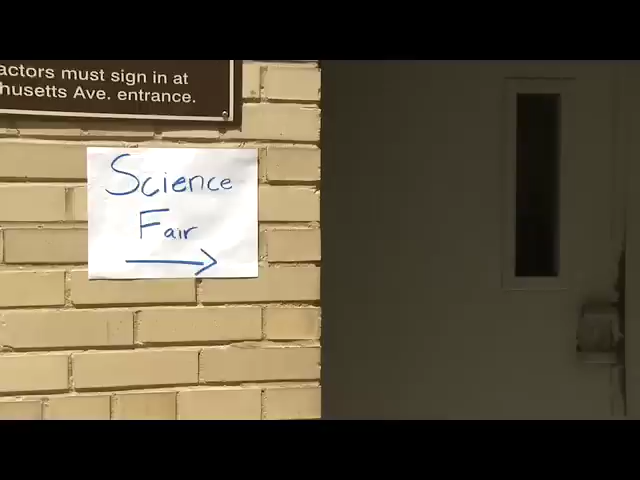 actors must sign in at
husetts Ave. entrance.
Science
Fair